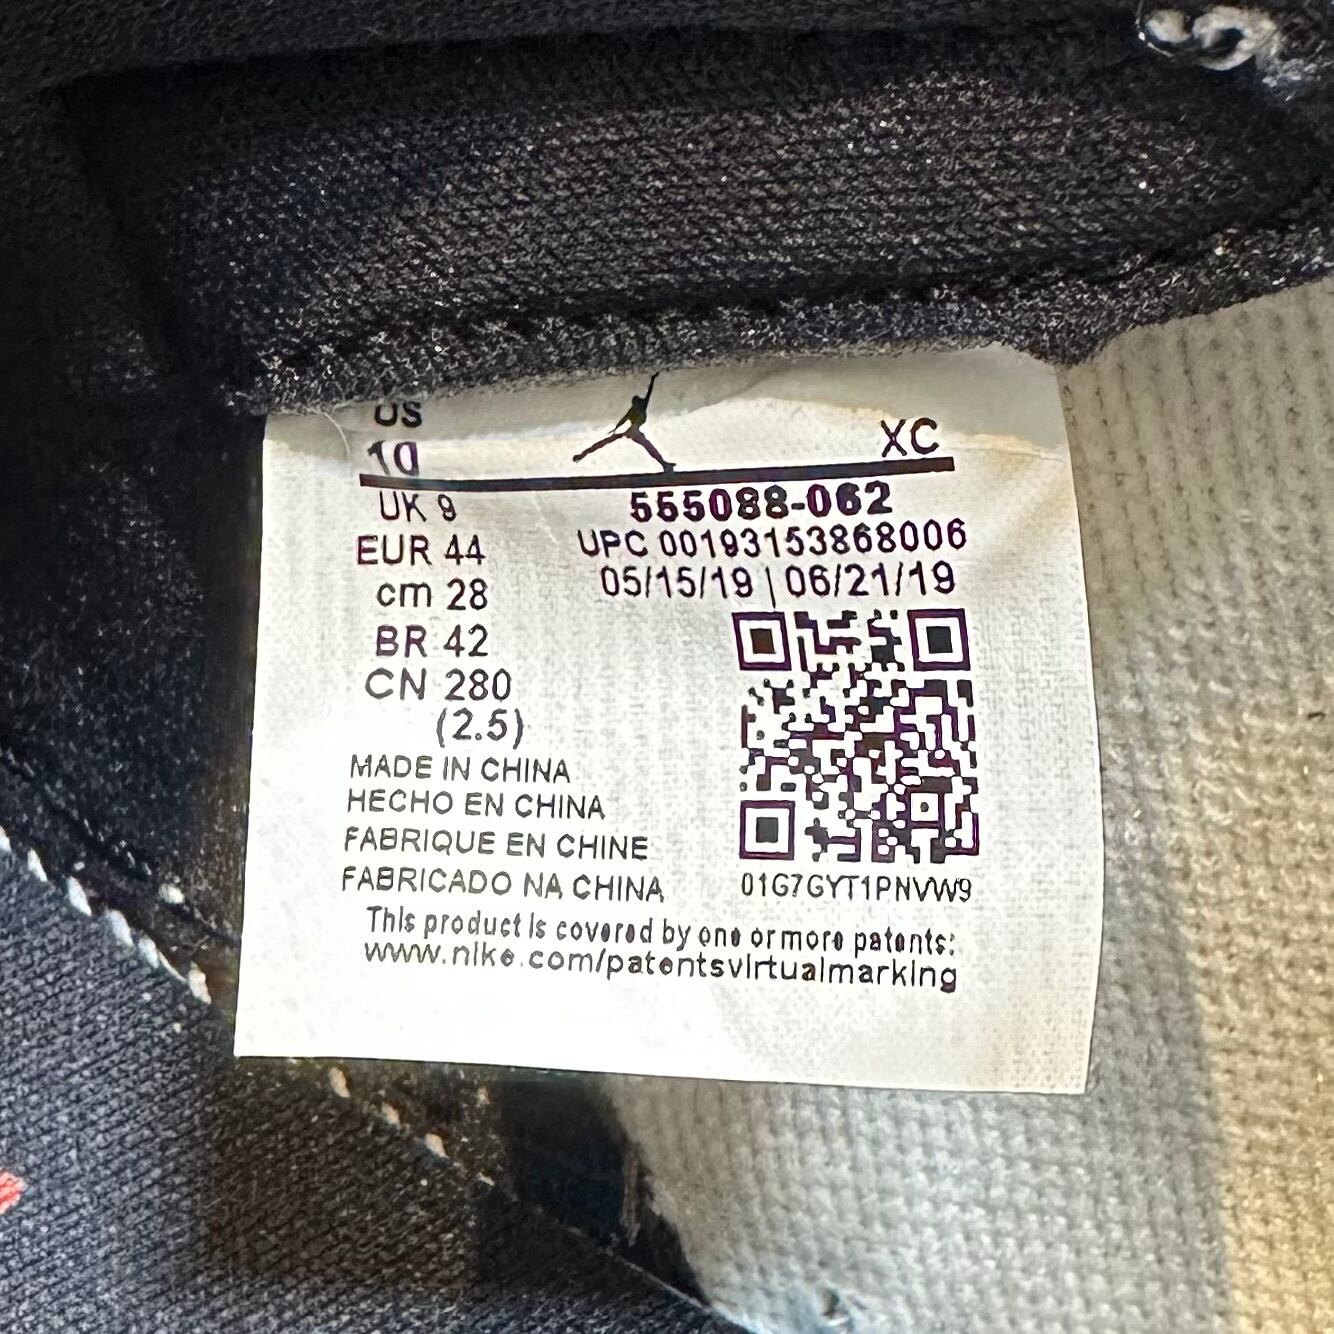 US
10
XC
UK 9
555088-062
EUR 44
UPC 00193153868006
cm 28
05/15/19 | 06/21/19
BR 42
CN 280
(2.5)
MADE IN CHINA
HECHO EN CHINA
FABRIQUE EN CHINE
FABRICADO NA CHINA
01G7GYT1PNVW9
This product is covered by one or more patents:
www.nike.com/patentsvirtualmarking